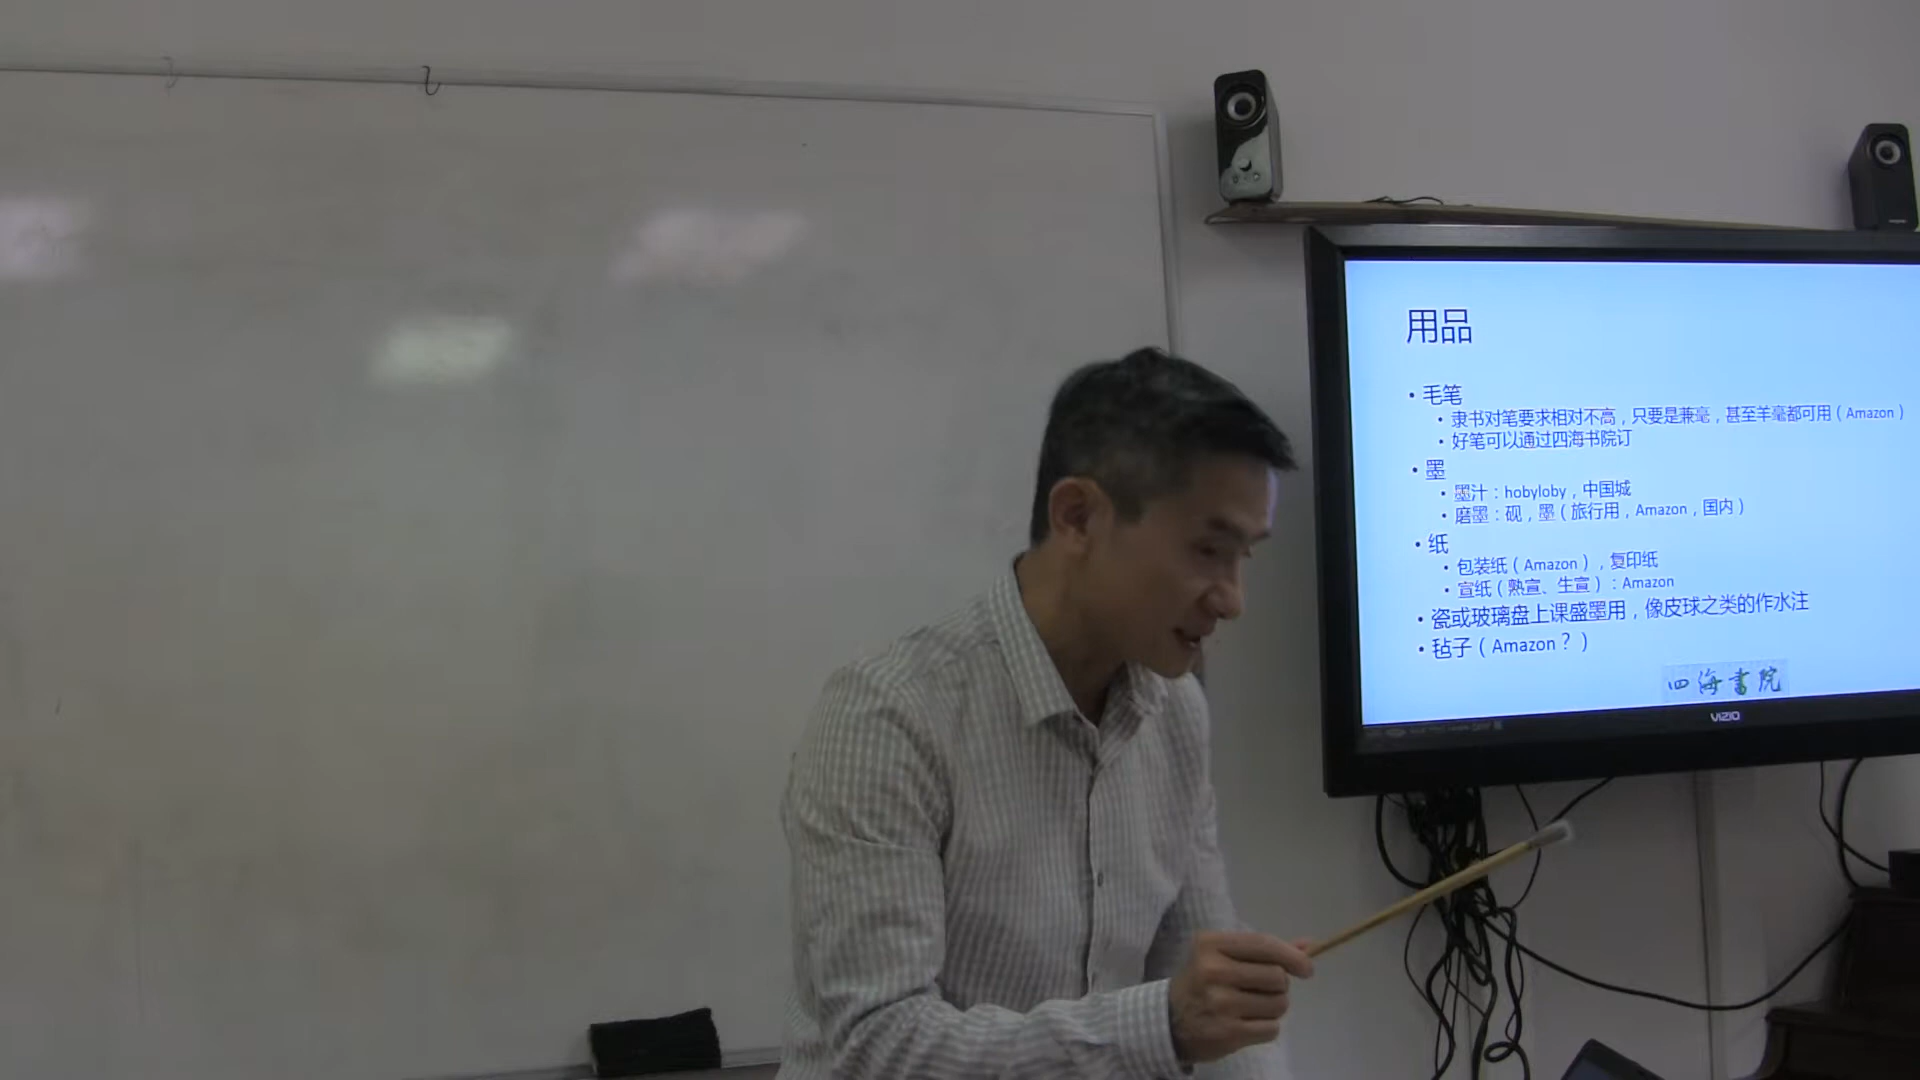 用品
• 毛笔
• 隶书对笔要求相对不高，只要是兼毫，甚至羊毫都可用（Amazon）
• 好笔可以通过四海书院订
• 墨
• 墨汁：hobyloby，中国城
• 磨墨：砚，墨（旅行用，Amazon，国内）
• 纸
• 包装纸（Amazon），复印纸
• 宣纸（熟宣、生宣）：Amazon
• 瓷或玻璃盘上课盛墨用，像皮球之类的作水注
• 毡子（Amazon？）
四海書院
VIZIO